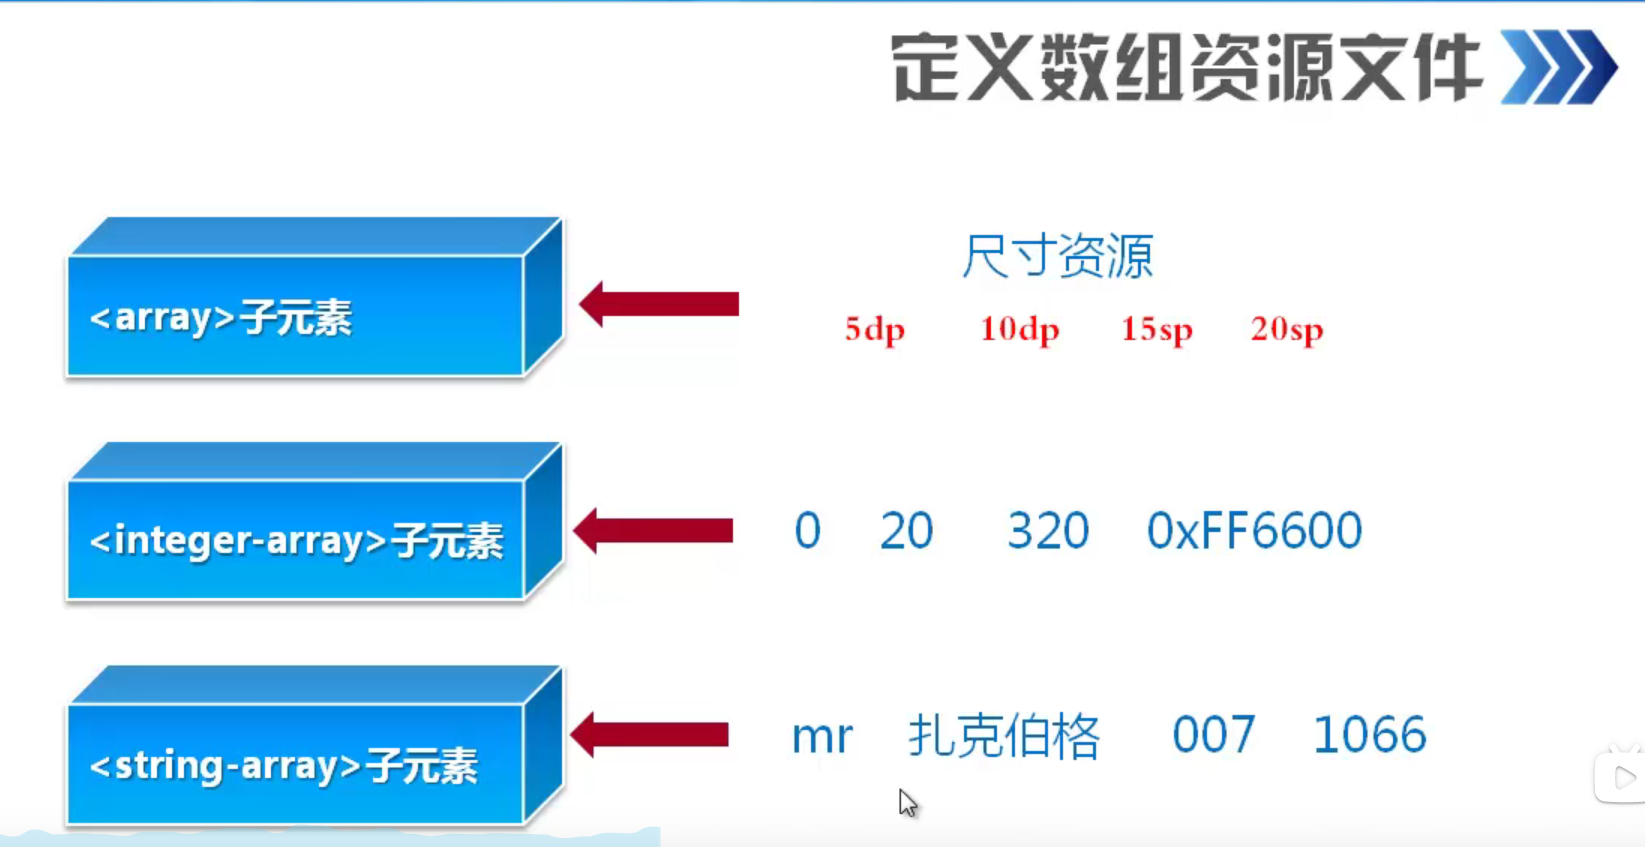 定义数组资源文件
<array>子元素
尺寸资源
5dp 10dp 15sp 20sp
<integer-array>子元素
0 20 320 0xFF6600
<string-array>子元素
mr 扎克伯格 007 1066